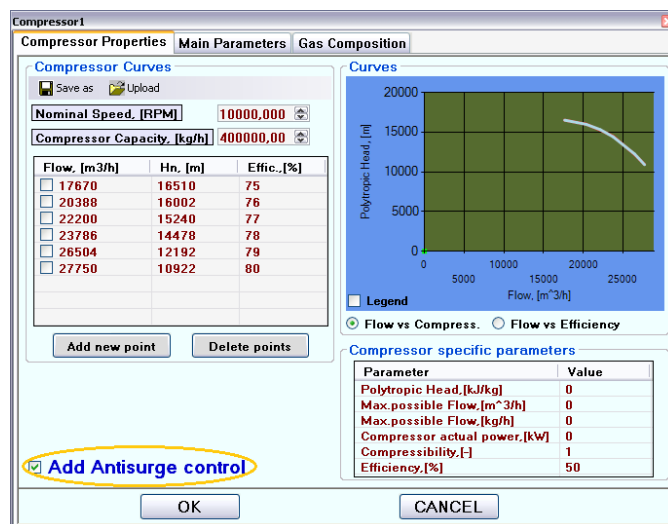 Compressor1
Compressor Properties Main Parameters Gas Composition
Compressor Curves
Save as Upload
Nominal Speed, [RPM] 10000,000
Compressor Capacity, [kg/h] 400000,00
Flow, [m3/h] Hn, [m] Effic.,[%]
17670 16510 75
20388 16002 76
22200 15240 77
23786 14478 78
26504 12192 79
27750 10922 80
Add new point Delete points
Add Antisurge control
Curves
Polytropic Head, [m]
20000
15000
10000
5000
0
0 10000 20000
5000 15000 25000
Flow, [m^3/h]
Legend
Flow vs Compress. Flow vs Efficiency
Compressor specific parameters
Parameter Value
Polytropic Head,[kJ/kg] 0
Max.possible Flow,[m^3/h] 0
Max.possible Flow,[kg/h] 0
Compressor actual power,[kW] 0
Compressibility,[-] 1
Efficiency,[%] 50
OK CANCEL